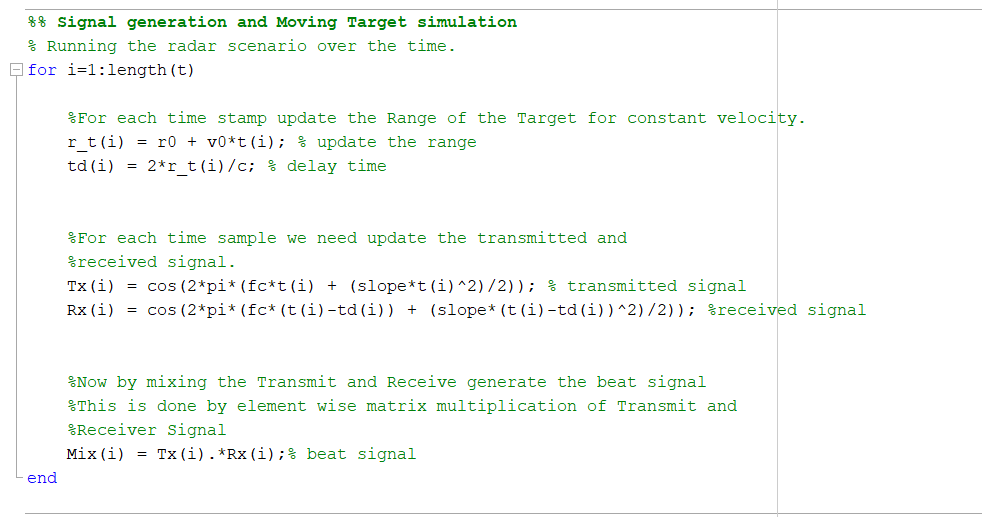 %% Signal generation and Moving Target simulation
% Running the radar scenario over the time.
for i=1:length(t)
%For each time stamp update the Range of the Target for constant velocity.
r_t(i) = r0 + v0*t(i); % update the range
td(i) = 2*r_t(i)/c; % delay time
%For each time sample we need update the transmitted and
%received signal.
Tx(i) = cos(2*pi*(fc*t(i) + (slope*t(i)^2)/2)); % transmitted signal
Rx(i) = cos(2*pi*(fc*(t(i)-td(i)) + (slope*(t(i)-td(i))^2)/2)); %received signal
%Now by mixing the Transmit and Receive generate the beat signal
%This is done by element wise matrix multiplication of Transmit and
%Receiver Signal
Mix(i) = Tx(i).*Rx(i);% beat signal
end